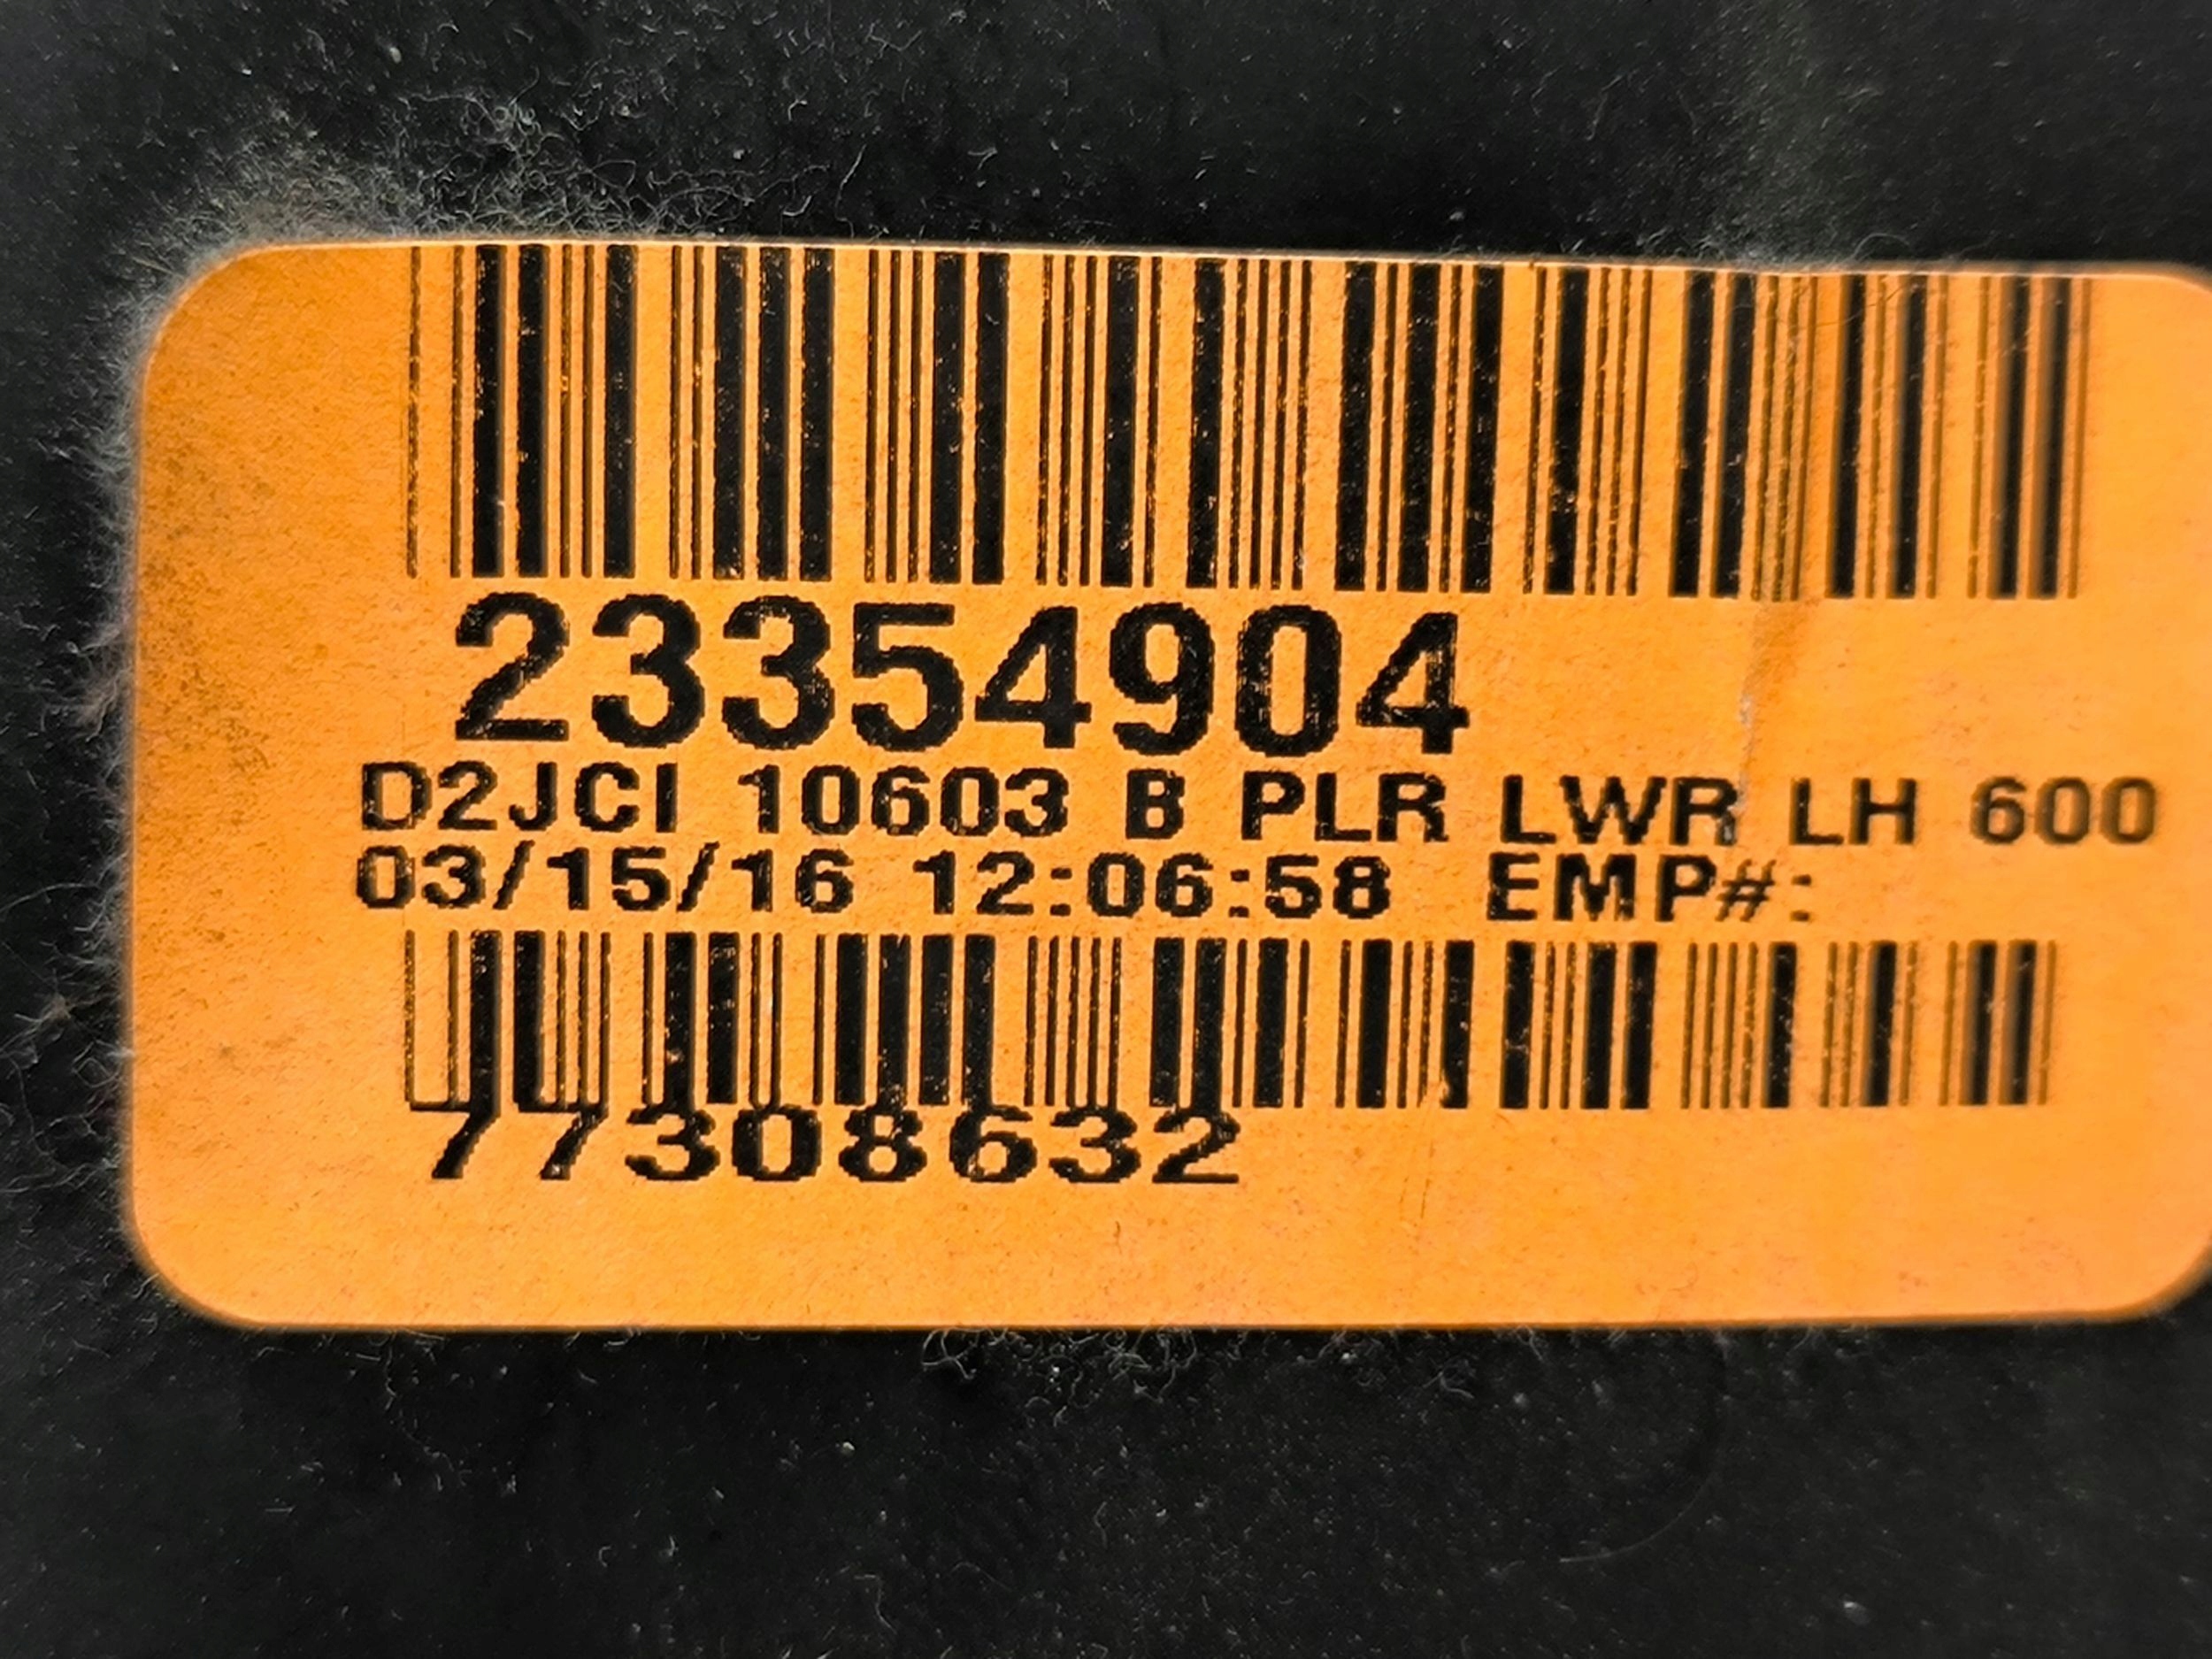 23354904
D2JCI 10603 B PLR LWR LH 600
03/15/16 12:06:58 EMP#:
77308632